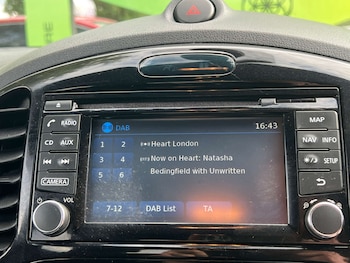 RADIO
CD AUX
CAMERA
VOL
DAB
16:43
1 2
3 4
5 6
Heart London
Now on Heart: Natasha
Bedingfield with Unwritten
7-12
DAB List
TA
MAP
NAV INFO
SETUP